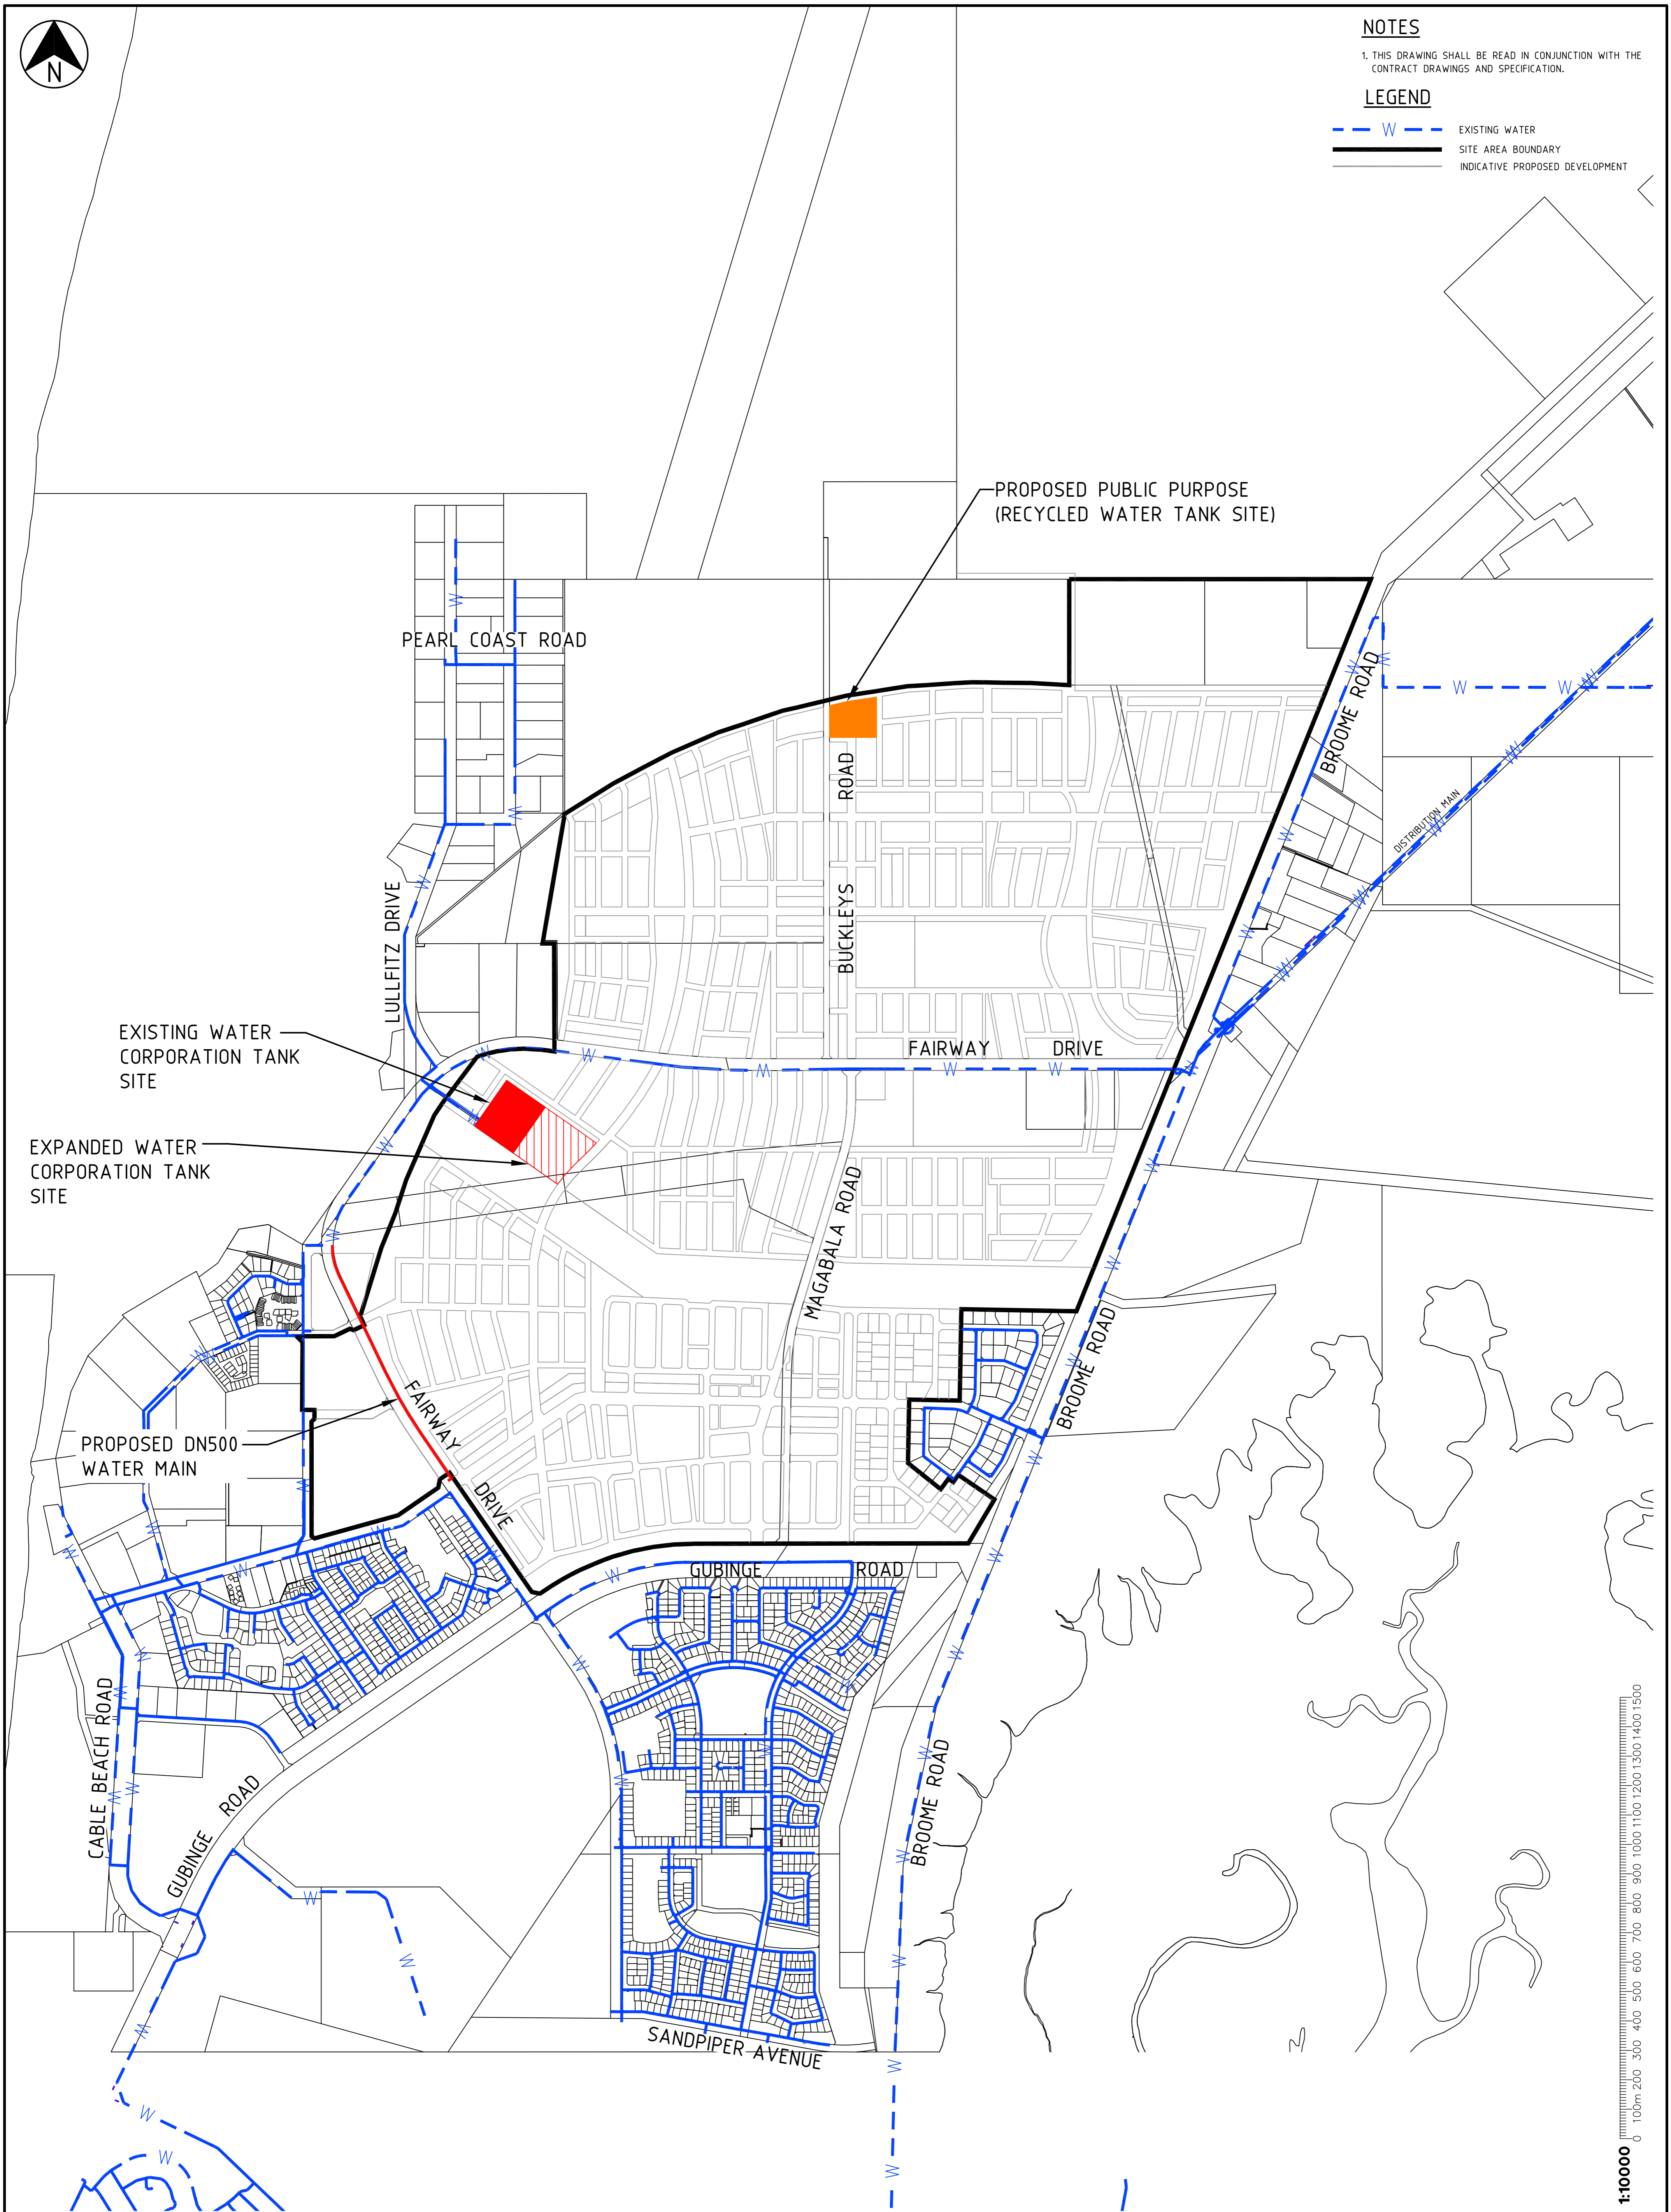 N
NOTES
1. THIS DRAWING SHALL BE READ IN CONJUNCTION WITH THE
CONTRACT DRAWINGS AND SPECIFICATION.
LEGEND
W EXISTING WATER
SITE AREA BOUNDARY
INDICATIVE PROPOSED DEVELOPMENT
PROPOSED PUBLIC PURPOSE
(RECYCLED WATER TANK SITE)
PEARL COAST ROAD
BROOME ROAD
DISTRIBUTION MAIN
BUCKLEYS ROAD
LULLFITZ DRIVE
EXISTING WATER
CORPORATION TANK
SITE
FAIRWAY DRIVE
EXPANDED WATER
CORPORATION TANK
SITE
MAGABALA ROAD
BROOME ROAD
PROPOSED DN500
WATER MAIN
FAIRWAY DRIVE
GUBINGE ROAD
CABLE BEACH ROAD
GUBINGE ROAD
BROOME ROAD
SANDPIPER AVENUE
1:10000
0 100m 200 300 400 500 600 700 800 900 1000 1100 1200 1300 1400 1500